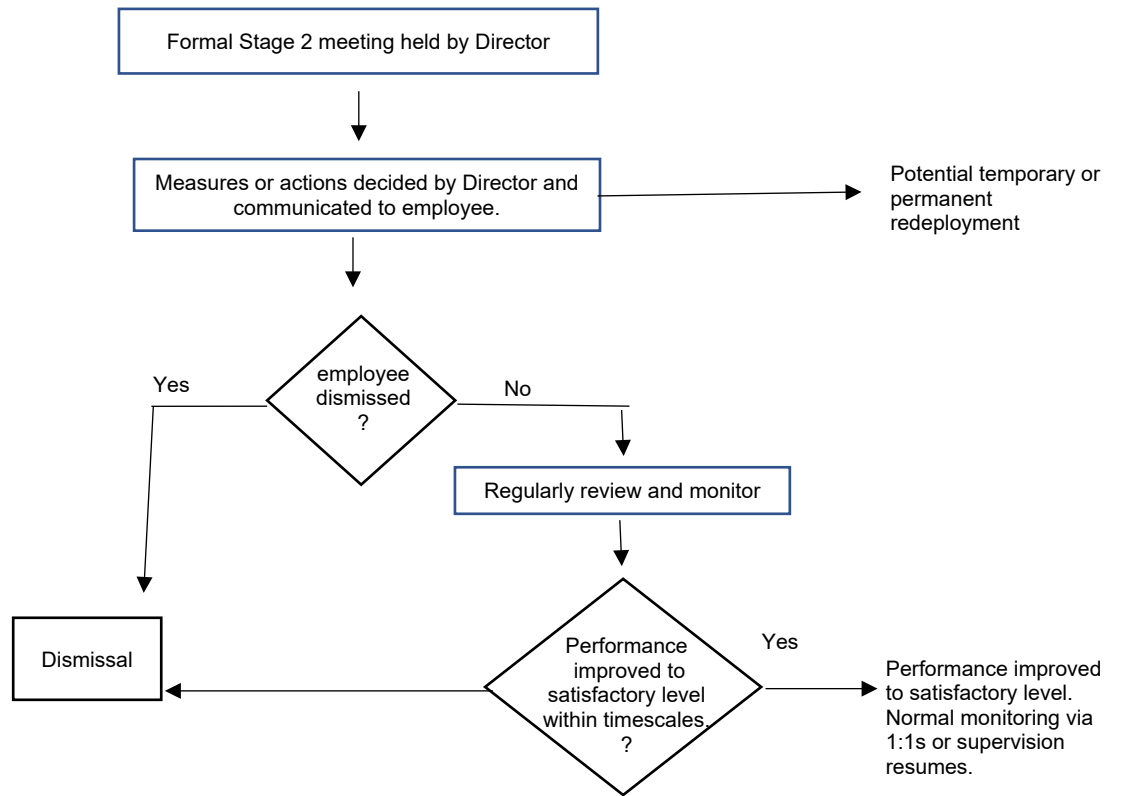 Formal Stage 2 meeting held by Director
Measures or actions decided by Director and
communicated to employee.
Potential temporary or
permanent
redeployment
employee
dismissed
?
Yes
No
Regularly review and monitor
Dismissal
Performance
improved to
satisfactory level
within timescales.
?
Yes
Performance improved
to satisfactory level.
Normal monitoring via
1:1s or supervision
resumes.